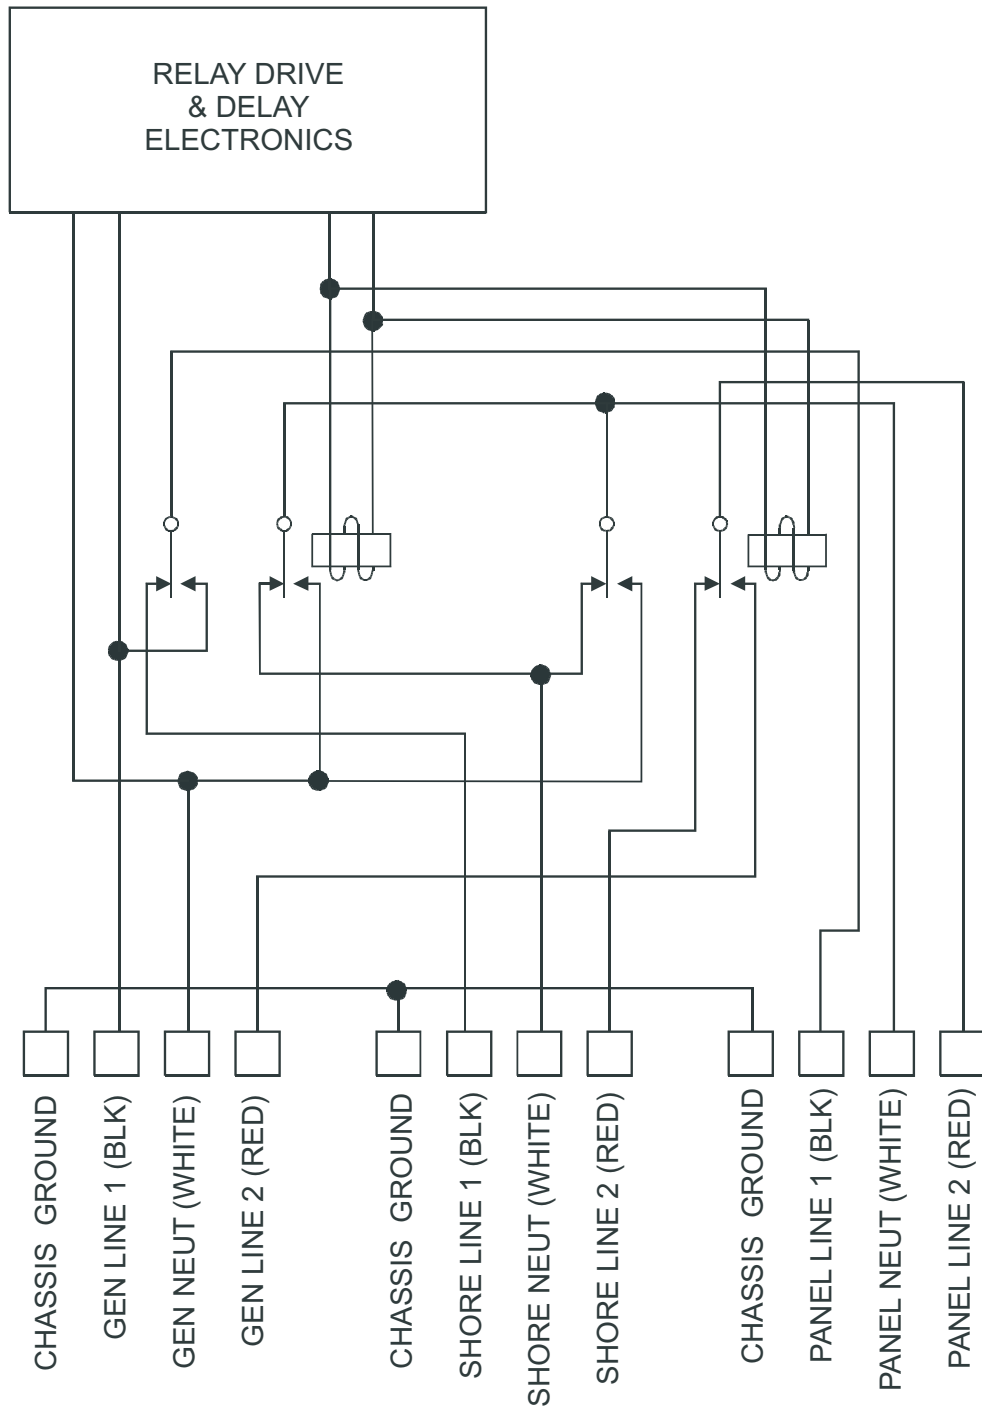 RELAY DRIVE
& DELAY
ELECTRONICS
CHASSIS GROUND
GEN LINE 1 (BLK)
GEN NEUT (WHITE)
GEN LINE 2 (RED)
CHASSIS GROUND
SHORE LINE 1 (BLK)
SHORE NEUT (WHITE)
SHORE LINE 2 (RED)
CHASSIS GROUND
PANEL LINE 1 (BLK)
PANEL NEUT (WHITE)
PANEL LINE 2 (RED)